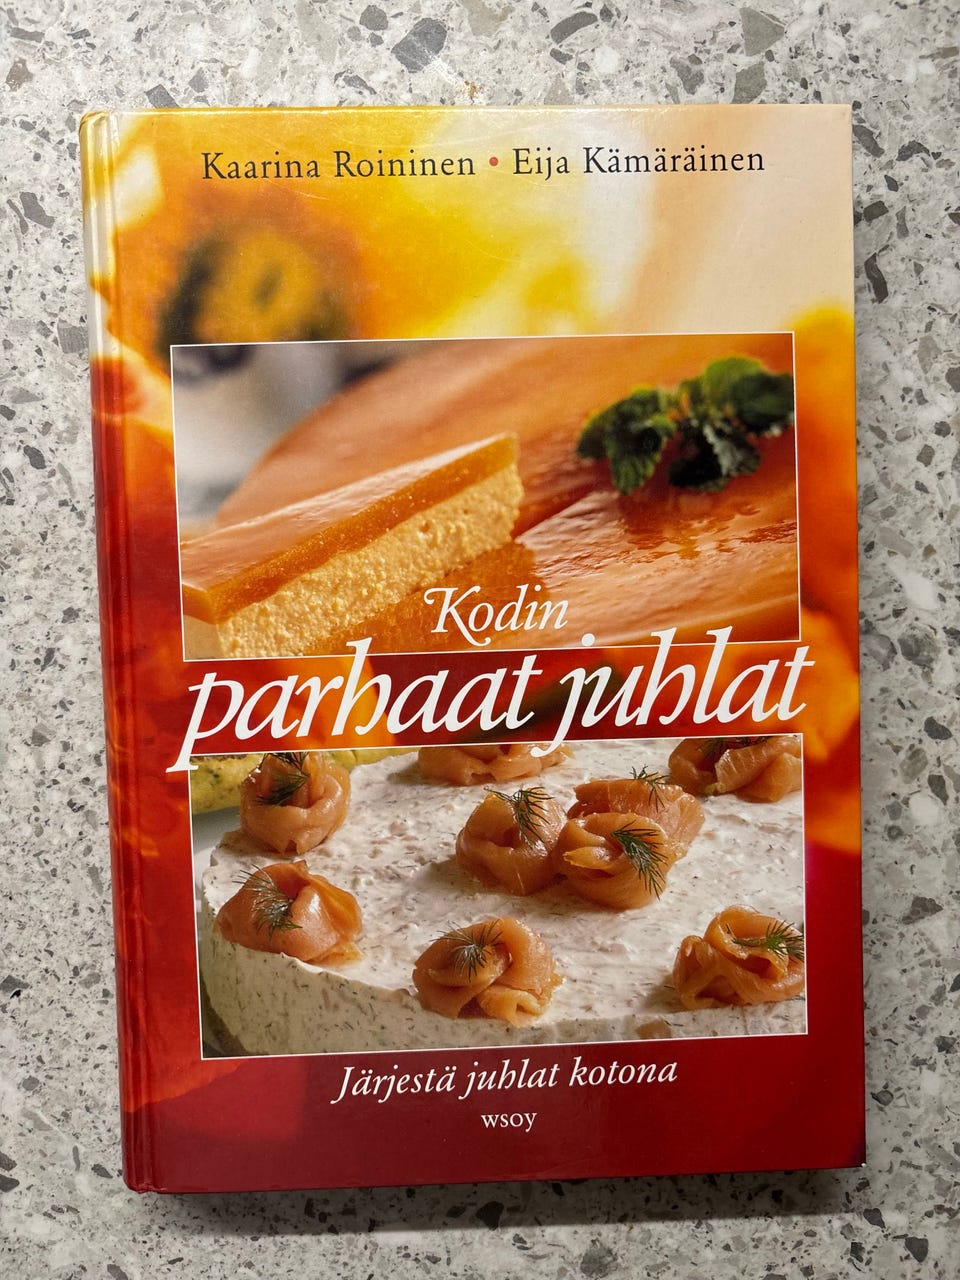 Kaarina Roininen • Eija Kämäräinen
Kodin
parhaat juhlat
Järjestä juhlat kotona
wsoy